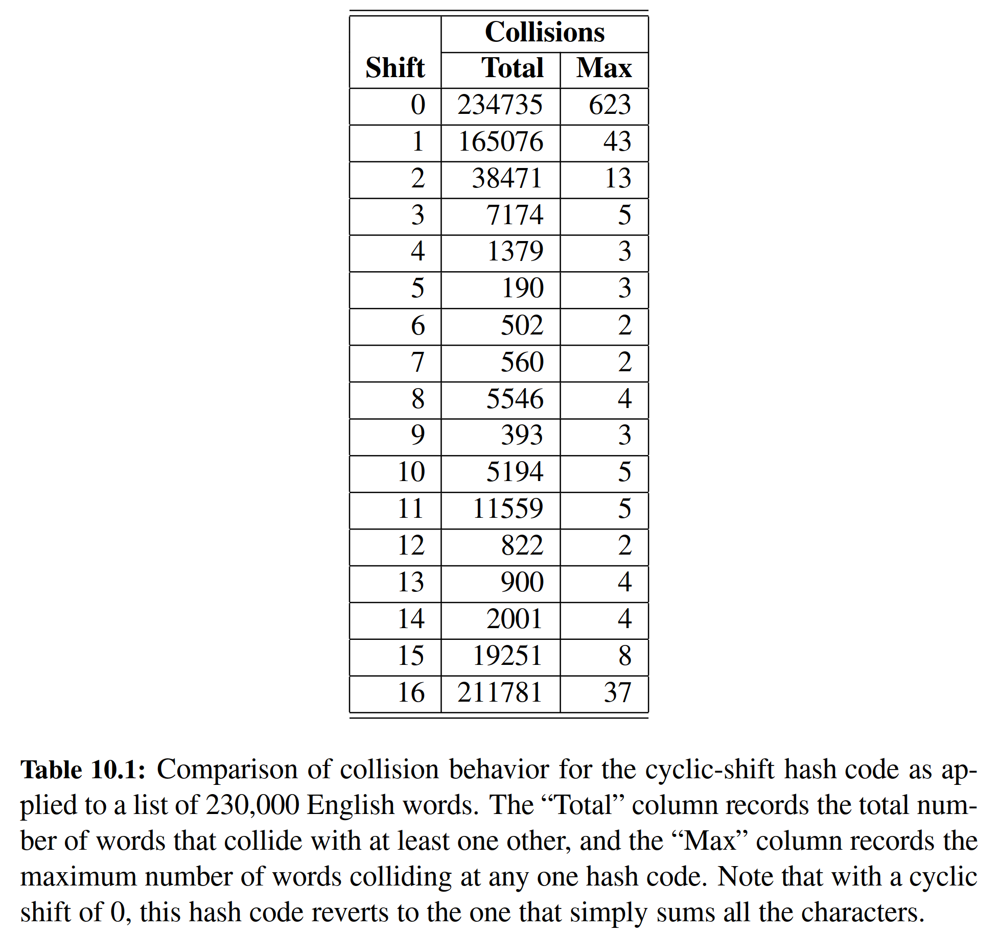 Collisions
Shift Total Max
0 234735 623
1 165076 43
2 38471 13
3 7174 5
4 1379 3
5 190 3
6 502 2
7 560 2
8 5546 4
9 393 3
10 5194 5
11 11559 5
12 822 2
13 900 4
14 2001 4
15 19251 8
16 211781 37
Table 10.1: Comparison of collision behavior for the cyclic-shift hash code as ap-
plied to a list of 230,000 English words. The “Total” column records the total num-
ber of words that collide with at least one other, and the “Max” column records the
maximum number of words colliding at any one hash code. Note that with a cyclic
shift of 0, this hash code reverts to the one that simply sums all the characters.